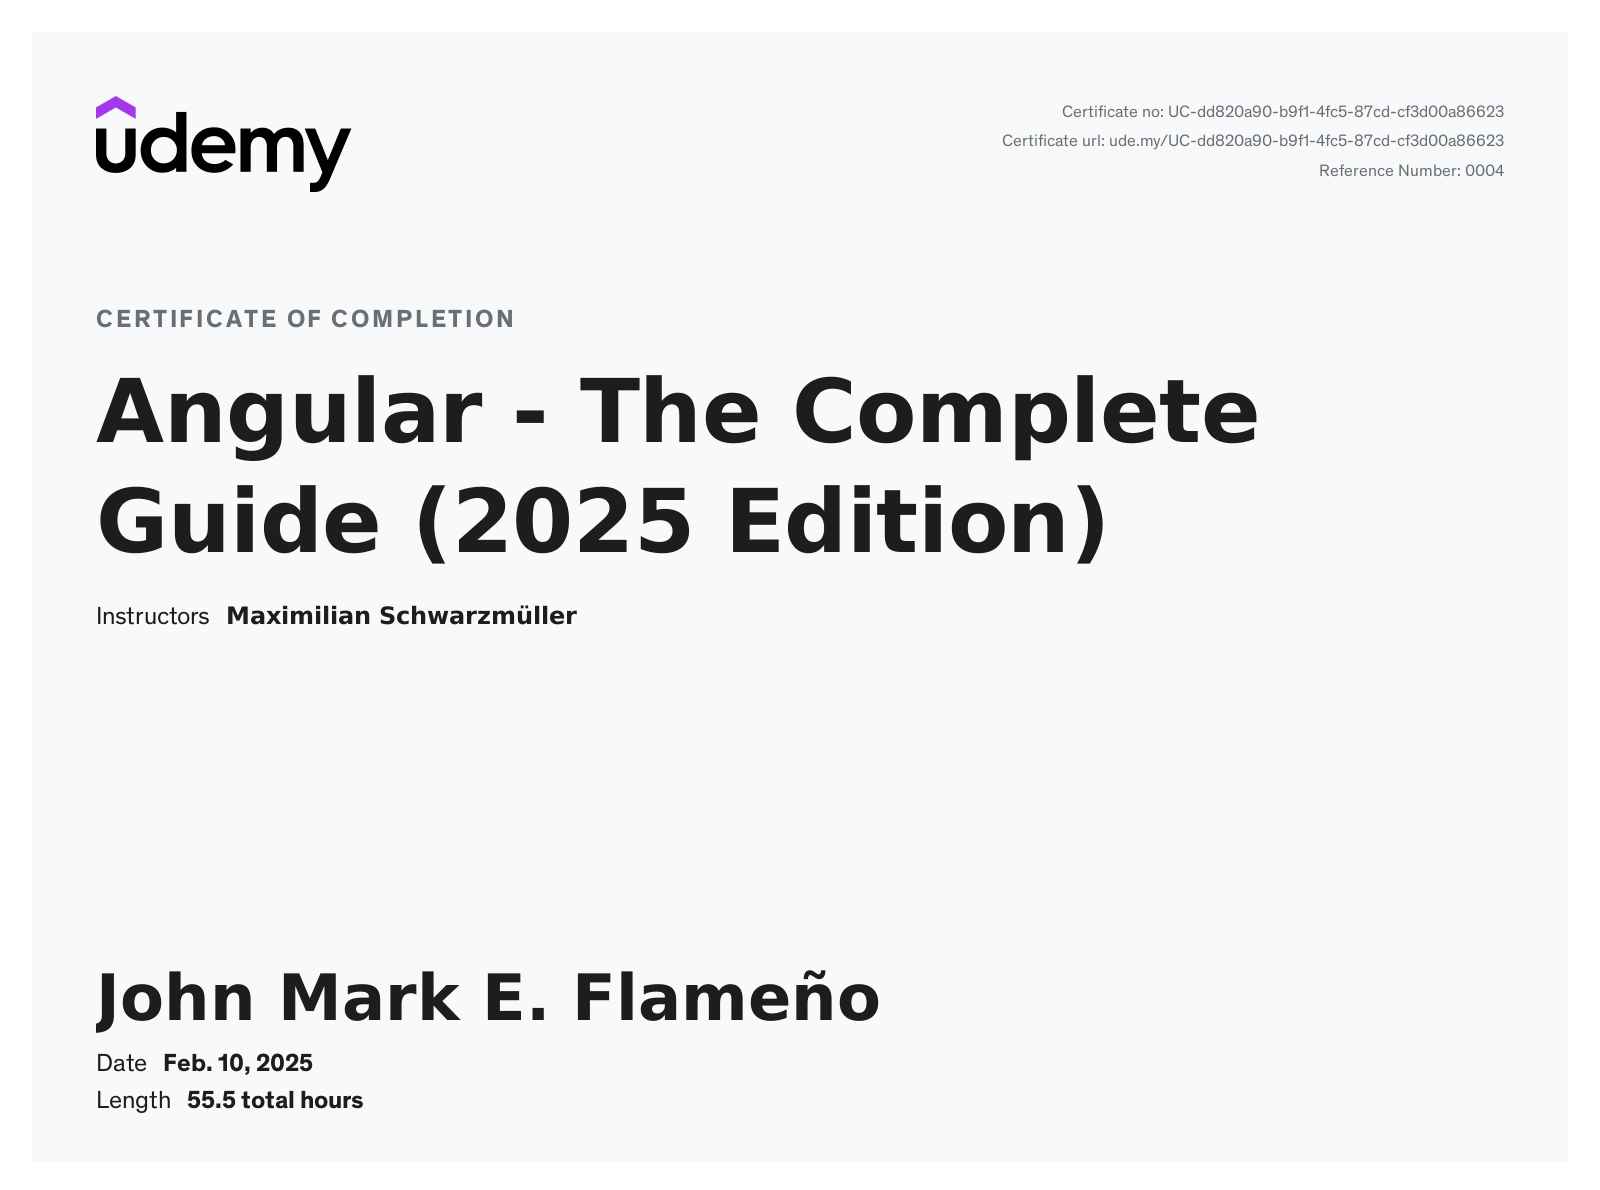 udemy
Certificate no: UC-dd820a90-b9f1-4fc5-87cd-cf3d00a86623
Certificate url: ude.my/UC-dd820a90-b9f1-4fc5-87cd-cf3d00a86623
Reference Number: 0004
CERTIFICATE OF COMPLETION
Angular - The Complete
Guide (2025 Edition)
Instructors Maximilian Schwarzmüller
John Mark E. Flameño
Date Feb. 10, 2025
Length 55.5 total hours